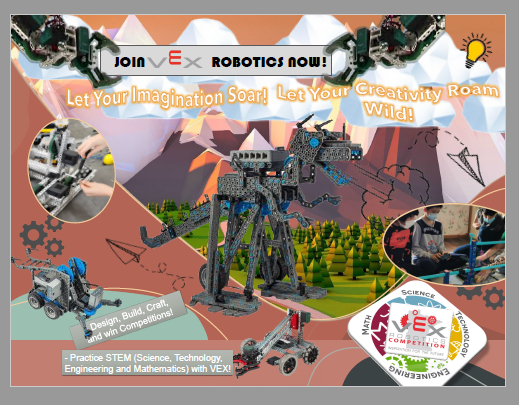 JOIN VEX ROBOTICS NOW!
Let Your Imagination Soar! Let Your Creativity Roam
Wild!
Design, Build, Craft,
and win Competitions!
- Practice STEM (Science, Technology,
Engineering and Mathematics) with VEX!
SCIENCE
TECHNOLOGY
ENGINEERING
MATH
VEX
ROBOTICS
COMPETITION